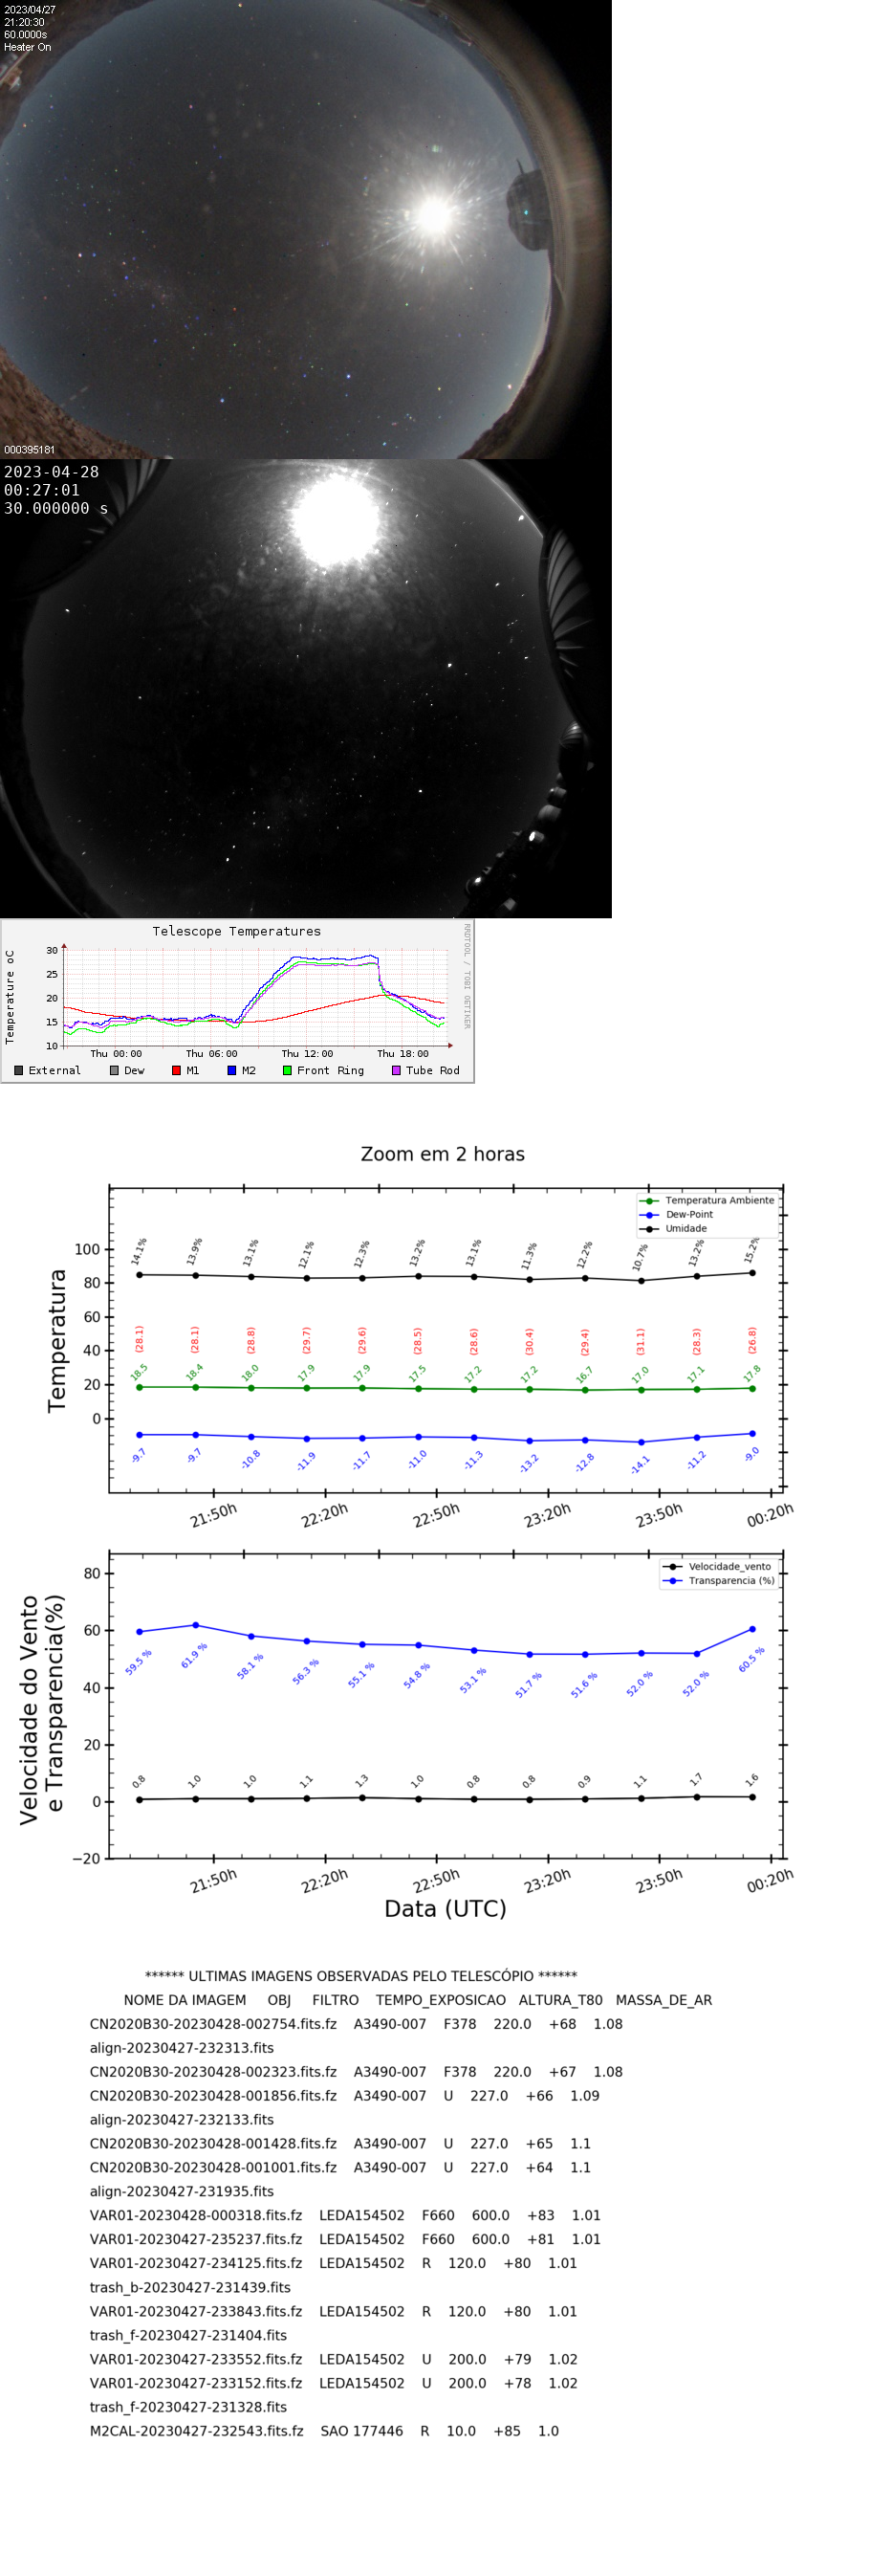 2023/04/27
21:20:30
60.0000s
Heater On
000395181
2023-04-28
00:27:01
30.000000 s
Telescope Temperatures
RRDTOOL / TOBI OETIKER
Temperature oC
30
25
20
15
10
Thu 00:00 Thu 06:00 Thu 12:00 Thu 18:00
External Dew M1 M2 Front Ring Tube Rod
Zoom em 2 horas
Temperatura Ambiente
Dew-Point
Umidade
Temperatura
100
80
60
40
20
0
14.1% 13.9% 13.1% 12.1% 12.3% 13.2% 13.1% 11.3% 12.2% 10.7% 13.2% 15.2%
(28.1) (28.1) (28.8) (29.7) (29.6) (28.5) (28.6) (30.4) (29.4) (31.1) (28.3) (26.8)
18.5 18.4 18.0 17.9 17.9 17.5 17.2 17.2 16.7 17.0 17.1 17.8
-9.7 -9.7 -10.8 -11.9 -11.7 -11.0 -11.3 -13.2 -12.8 -14.1 -11.2 -9.0
21:50h 22:20h 22:50h 23:20h 23:50h 00:20h
Velocidade_vento
Transparencia (%)
Velocidade do Vento
e Transparencia(%)
80
60
40
20
0
−20
59.5 % 61.9 % 58.1 % 56.3 % 55.1 % 54.8 % 53.1 % 51.7 % 51.6 % 52.0 % 52.0 % 60.5 %
0.8 1.0 1.0 1.1 1.3 1.0 0.8 0.8 0.9 1.1 1.7 1.6
21:50h 22:20h 22:50h 23:20h 23:50h 00:20h
Data (UTC)
****** ULTIMAS IMAGENS OBSERVADAS PELO TELESCÓPIO ******
NOME DA IMAGEM OBJ FILTRO TEMPO_EXPOSICAO ALTURA_T80 MASSA_DE_AR
CN2020B30-20230428-002754.fits.fz A3490-007 F378 220.0 +68 1.08
align-20230427-232313.fits
CN2020B30-20230428-002323.fits.fz A3490-007 F378 220.0 +67 1.08
CN2020B30-20230428-001856.fits.fz A3490-007 U 227.0 +66 1.09
align-20230427-232133.fits
CN2020B30-20230428-001428.fits.fz A3490-007 U 227.0 +65 1.1
CN2020B30-20230428-001001.fits.fz A3490-007 U 227.0 +64 1.1
align-20230427-231935.fits
VAR01-20230428-000318.fits.fz LEDA154502 F660 600.0 +83 1.01
VAR01-20230427-235237.fits.fz LEDA154502 F660 600.0 +81 1.01
VAR01-20230427-234125.fits.fz LEDA154502 R 120.0 +80 1.01
trash_b-20230427-231439.fits
VAR01-20230427-233843.fits.fz LEDA154502 R 120.0 +80 1.01
trash_f-20230427-231404.fits
VAR01-20230427-233552.fits.fz LEDA154502 U 200.0 +79 1.02
VAR01-20230427-233152.fits.fz LEDA154502 U 200.0 +78 1.02
trash_f-20230427-231328.fits
M2CAL-20230427-232543.fits.fz SAO 177446 R 10.0 +85 1.0